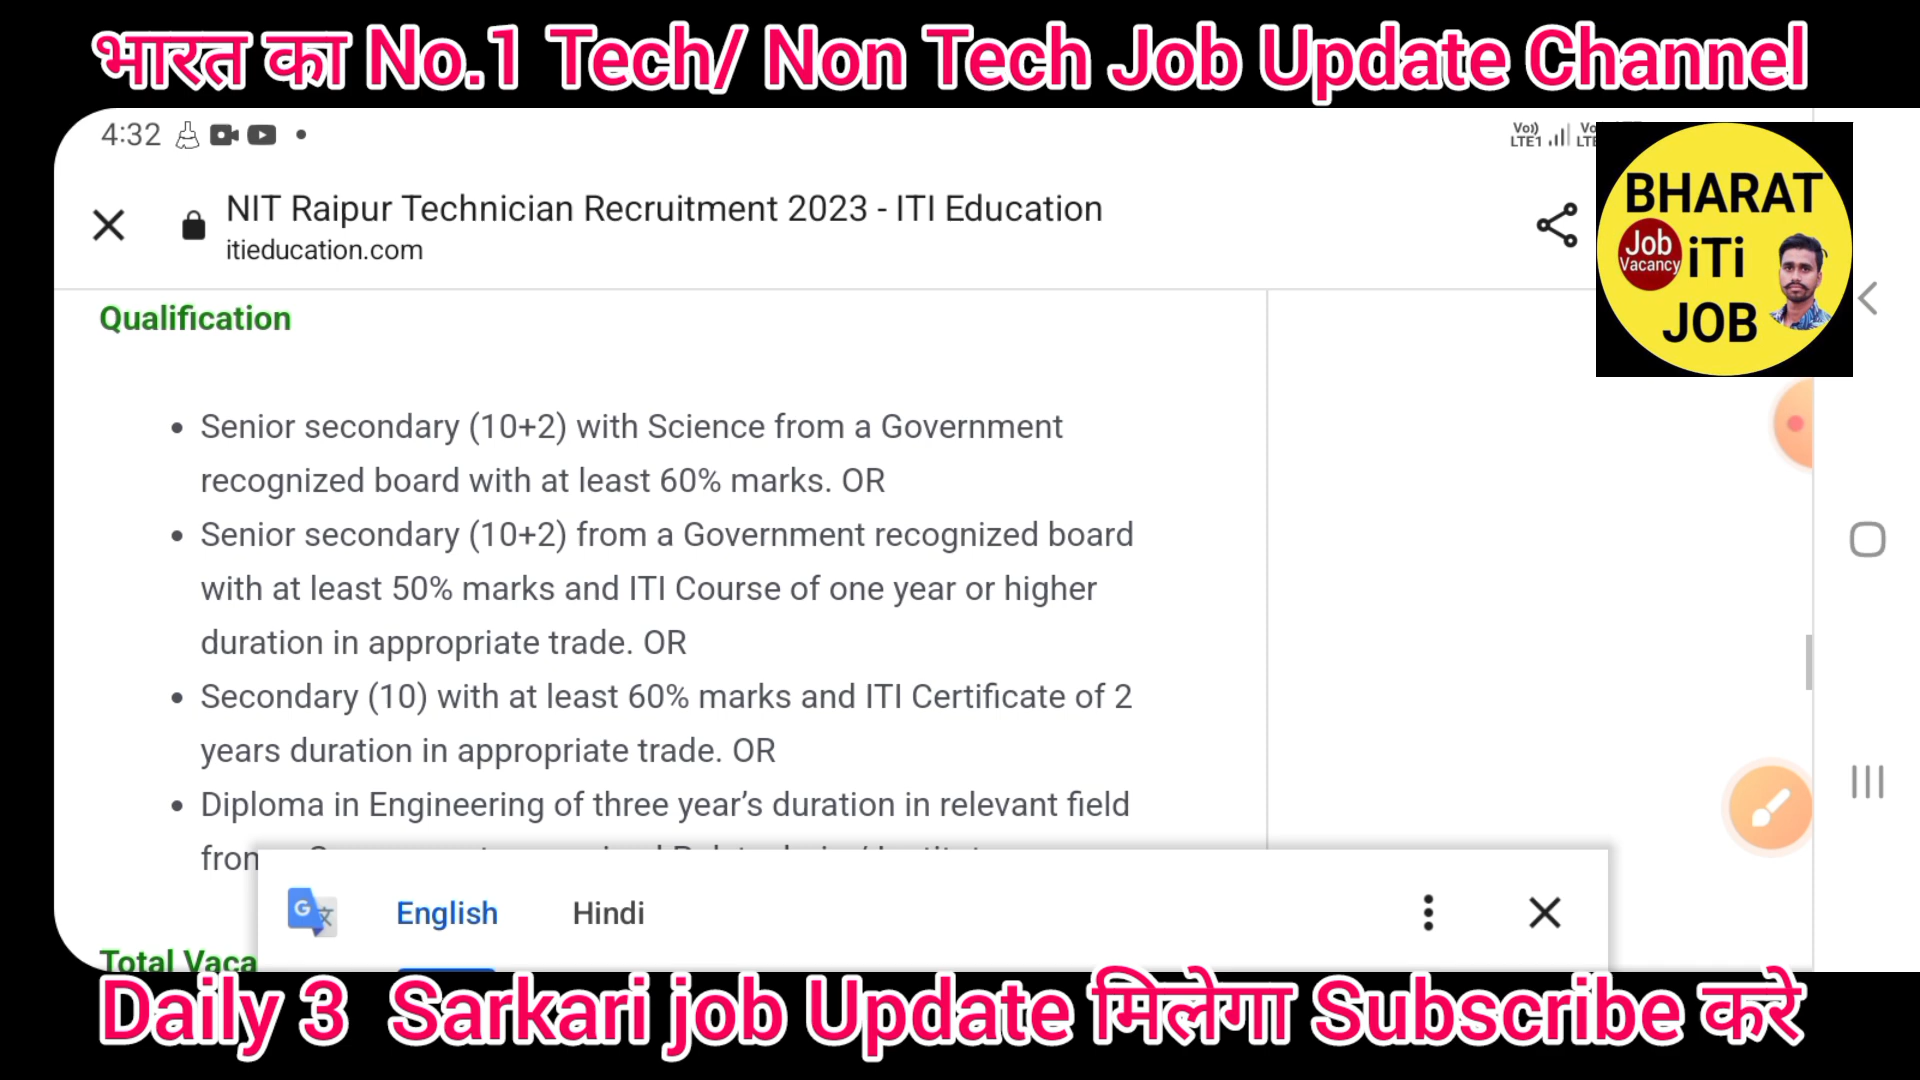 भारत का No.1 Tech/ Non Tech Job Update Channel
4:32
Vo)
LTE1
NIT Raipur Technician Recruitment 2023 - ITI Education
itieducation.com
BHARAT
Job
Vacancy
iTi
JOB
Qualification
• Senior secondary (10+2) with Science from a Government
recognized board with at least 60% marks. OR
• Senior secondary (10+2) from a Government recognized board
with at least 50% marks and ITI Course of one year or higher
duration in appropriate trade. OR
• Secondary (10) with at least 60% marks and ITI Certificate of 2
years duration in appropriate trade. OR
• Diploma in Engineering of three year’s duration in relevant field
English Hindi
Total
Daily 3 Sarkari job Update मिलेगा Subscribe करे